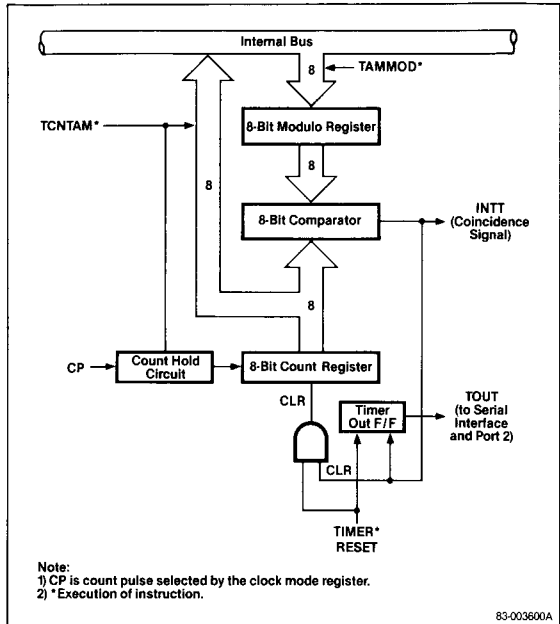 Internal Bus
8
TAMMOD*
TCNTAM*
8-Bit Modulo Register
8
8
8-Bit Comparator
INTT
(Coincidence
Signal)
8
CP
Count Hold
Circuit
8-Bit Count Register
CLR
Timer
Out F/F
TOUT
(to Serial
Interface
and Port 2)
CLR
TIMER*
RESET
Note:
1) CP is count pulse selected by the clock mode register.
2) *Execution of instruction.
83-003600A